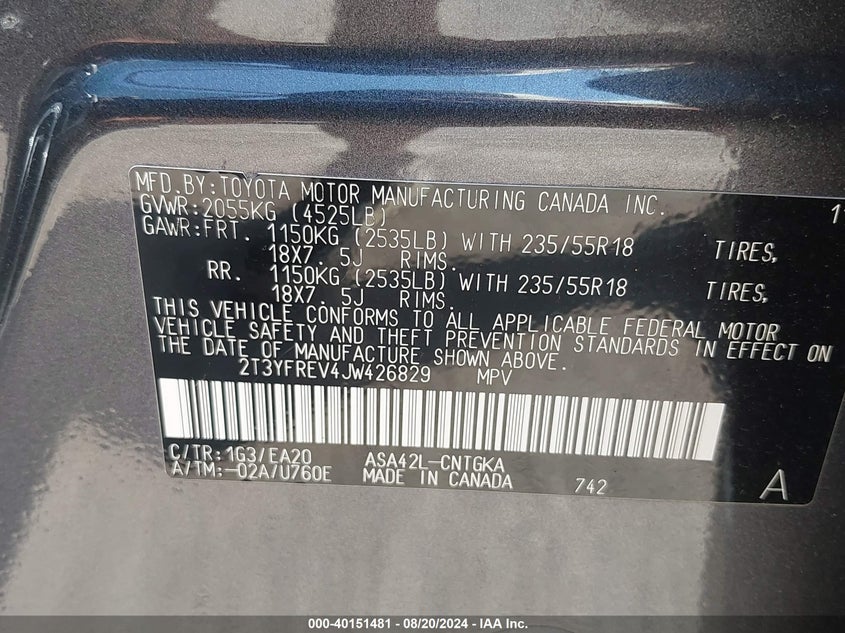 MFD.BY:TOYOTA MOTOR MANUFACTURING CANADA INC.
GVWR:2055KG (4525LB)
GAWR:FRT. 1150KG (2535LB) WITH 235/55R18 TIRES,
18X7. 5J RIMS.
RR. 1150KG (2535LB) WITH 235/55R18 TIRES,
18X7. 5J RIMS.
THIS VEHICLE CONFORMS TO ALL APPLICABLE FEDERAL MOTOR
VEHICLE SAFETY AND THEFT PREVENTION STANDARDS IN EFFECT ON
THE DATE OF MANUFACTURE SHOWN ABOVE.
2T3YFREV4JW426829 MPV
C/TR:1G3/EA20 ASA42L-CNTGKA
A/TM:-02A/U760E MADE IN CANADA 742 A
000-40151481 - 08/20/2024 - IAA Inc.